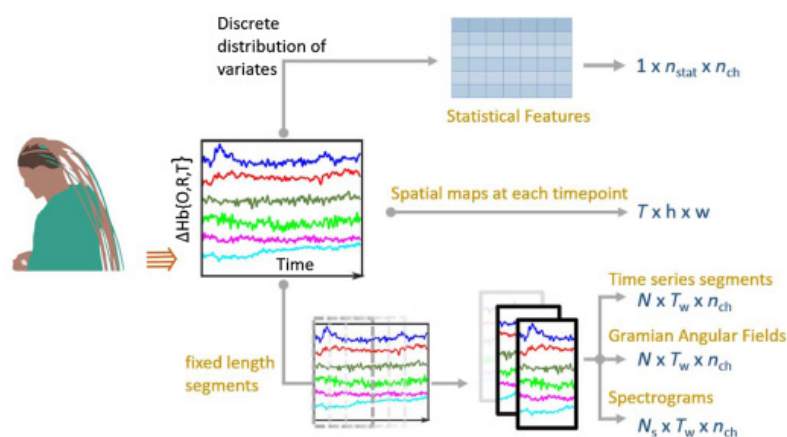 Discrete
distribution of
variates
1 x n_stat x n_ch
Statistical Features
ΔHb{O,R,T}
Time
Spatial maps at each timepoint
T x h x w
fixed length
segments
Time series segments
N x T_w x n_ch
Gramian Angular Fields
N x T_w x n_ch
Spectrograms
N_s x T_w x n_ch